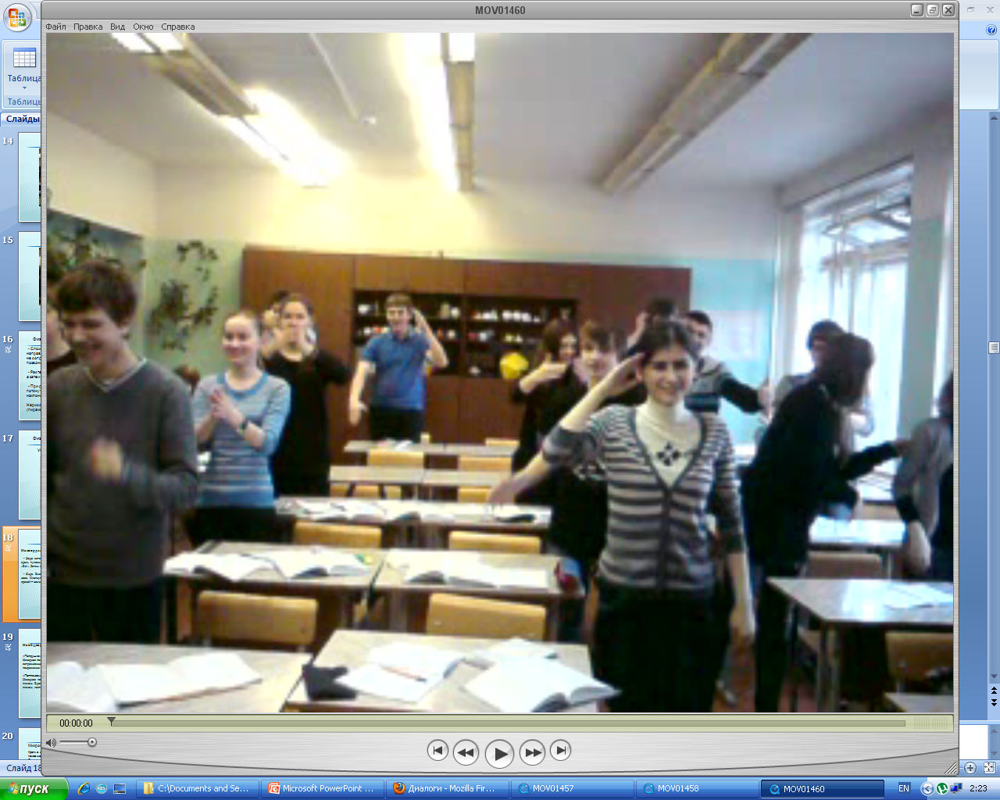 MOV01460
Файл Правка Вид Окно Справка
Таблица
Таблицы
Слайды
14
15
16
17
18
19
20
00:00:00
Слайд 18
пуск
C:\Documents and Se...
Microsoft PowerPoint ...
Диалоги - Mozilla Fir...
MOV01457
MOV01458
MOV01460
EN
2:23